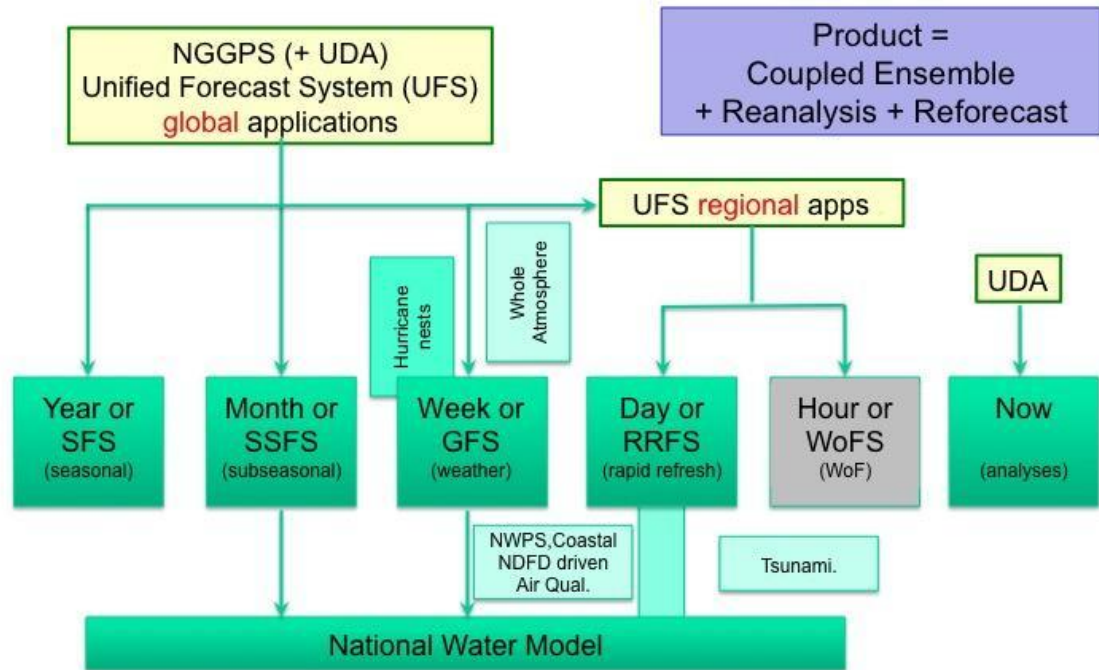 NGGPS (+ UDA)
Unified Forecast System (UFS)
global applications
Product =
Coupled Ensemble
+ Reanalysis + Reforecast
UFS regional apps
UDA
Hurricane
nests
Whole
Atmosphere
Year or
SFS
(seasonal)
Month or
SSFS
(subseasonal)
Week or
GFS
(weather)
Day or
RRFS
(rapid refresh)
Hour or
WoFS
(WoF)
Now
(analyses)
NWPS,Coastal
NDFD driven
Air Qual.
Tsunami.
National Water Model